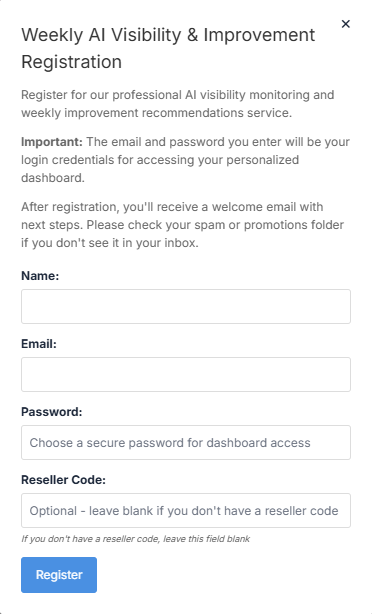 Weekly AI Visibility & Improvement
Registration
×
Register for our professional AI visibility monitoring and
weekly improvement recommendations service.
Important: The email and password you enter will be your
login credentials for accessing your personalized
dashboard.
After registration, you'll receive a welcome email with
next steps. Please check your spam or promotions folder
if you don't see it in your inbox.
Name:
Email:
Password:
Choose a secure password for dashboard access
Reseller Code:
Optional - leave blank if you don't have a reseller code
If you don't have a reseller code, leave this field blank
Register